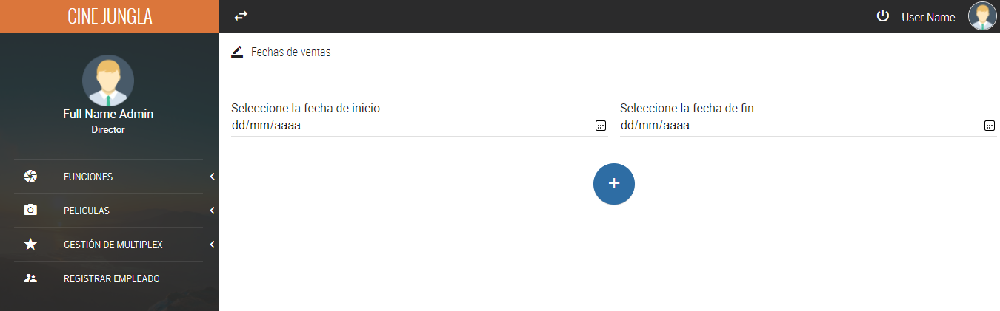 CINE JUNGLA
User Name
Full Name Admin
Director
FUNCIONES
PELICULAS
GESTIÓN DE MULTIPLEX
REGISTRAR EMPLEADO
Fechas de ventas
Seleccione la fecha de inicio
dd/mm/aaaa
Seleccione la fecha de fin
dd/mm/aaaa
+